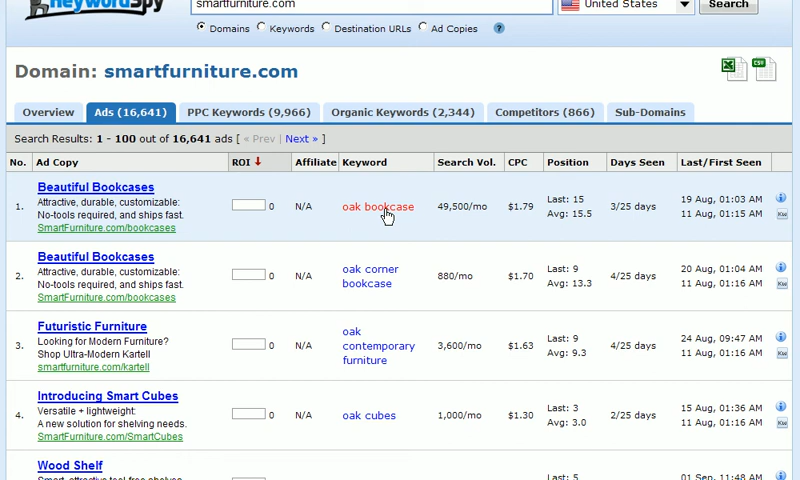 KeywordSpy
smartfurniture.com
United States
Search
Domains Keywords Destination URLs Ad Copies ?
Domain: smartfurniture.com
Overview Ads (16,641) PPC Keywords (9,966) Organic Keywords (2,344) Competitors (866) Sub-Domains
Search Results: 1 - 100 out of 16,641 ads [ « Prev | Next » ]
No. Ad Copy ROI Affiliate Keyword Search Vol. CPC Position Days Seen Last/First Seen
1. Beautiful Bookcases
Attractive, durable, customizable:
No-tools required, and ships fast.
SmartFurniture.com/bookcases
0 N/A oak bookcase 49,500/mo $1.79
Last: 15
Avg: 15.5
3/25 days
19 Aug, 01:03 AM
11 Aug, 01:15 AM
2. Beautiful Bookcases
Attractive, durable, customizable:
No-tools required, and ships fast.
SmartFurniture.com/bookcases
0 N/A
oak corner
bookcase
880/mo $1.70
Last: 9
Avg: 13.3
4/25 days
20 Aug, 01:04 AM
11 Aug, 01:16 AM
3. Futuristic Furniture
Looking for Modern Furniture?
Shop Ultra-Modern Kartell
smartfurniture.com/kartell
0 N/A
oak
contemporary
furniture
3,600/mo $1.63
Last: 9
Avg: 9.3
4/25 days
24 Aug, 09:47 AM
11 Aug, 01:16 AM
4. Introducing Smart Cubes
Versatile + lightweight:
A new solution for shelving needs.
SmartFurniture.com/SmartCubes
0 N/A oak cubes 1,000/mo $1.30
Last: 3
Avg: 3.0
2/25 days
15 Aug, 01:36 AM
11 Aug, 01:16 AM
Wood Shelf
Smart, attractive tool-free shelves
Last: 5
01 Sep, 11:48 AM